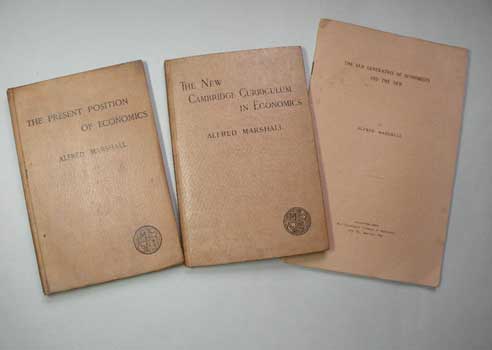 THE PRESENT POSITION
OF ECONOMICS
ALFRED MARSHALL
THE NEW
CAMBRIDGE CURRICULUM
IN ECONOMICS
ALFRED MARSHALL
THE OLD GENERATION OF ECONOMISTS
AND THE NEW
ALFRED MARSHALL